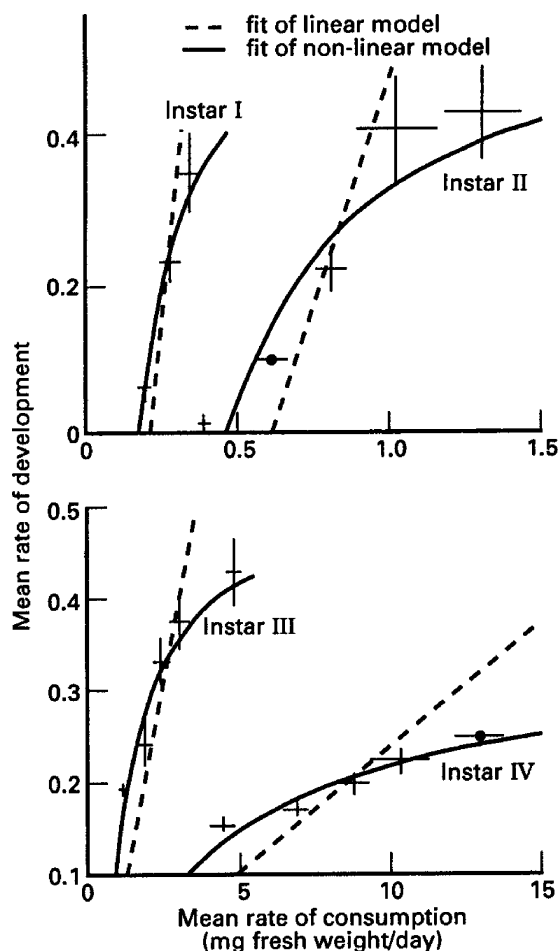 fit of linear model
fit of non-linear model
Instar I
0.4
Instar II
0.2
0
0 0.5 1.0 1.5
Mean rate of development
0.5
0.4
Instar III
0.3
0.2
Instar IV
0.1
0 5 10 15
Mean rate of consumption
(mg fresh weight/day)